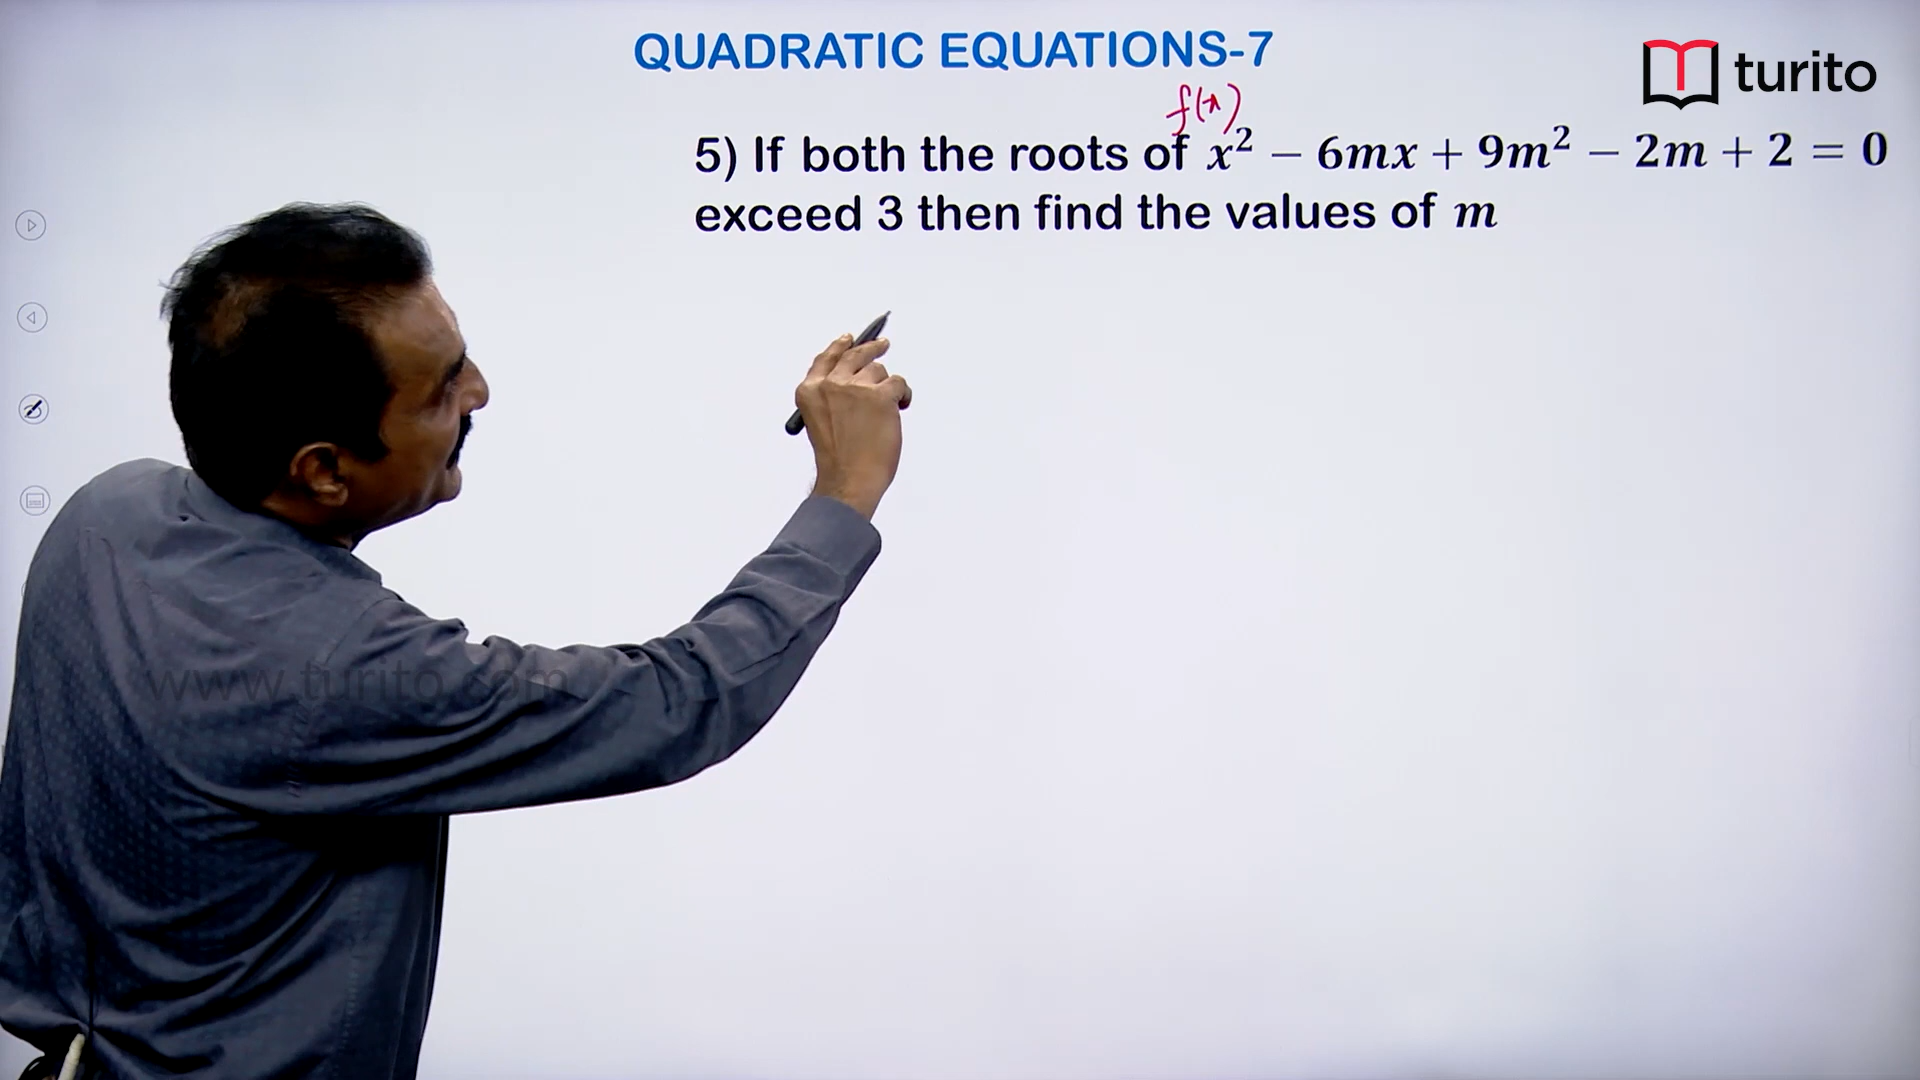 QUADRATIC EQUATIONS-7
turito
f(x)
5) If both the roots of x² − 6mx + 9m² − 2m + 2 = 0
exceed 3 then find the values of m
www.turito.com